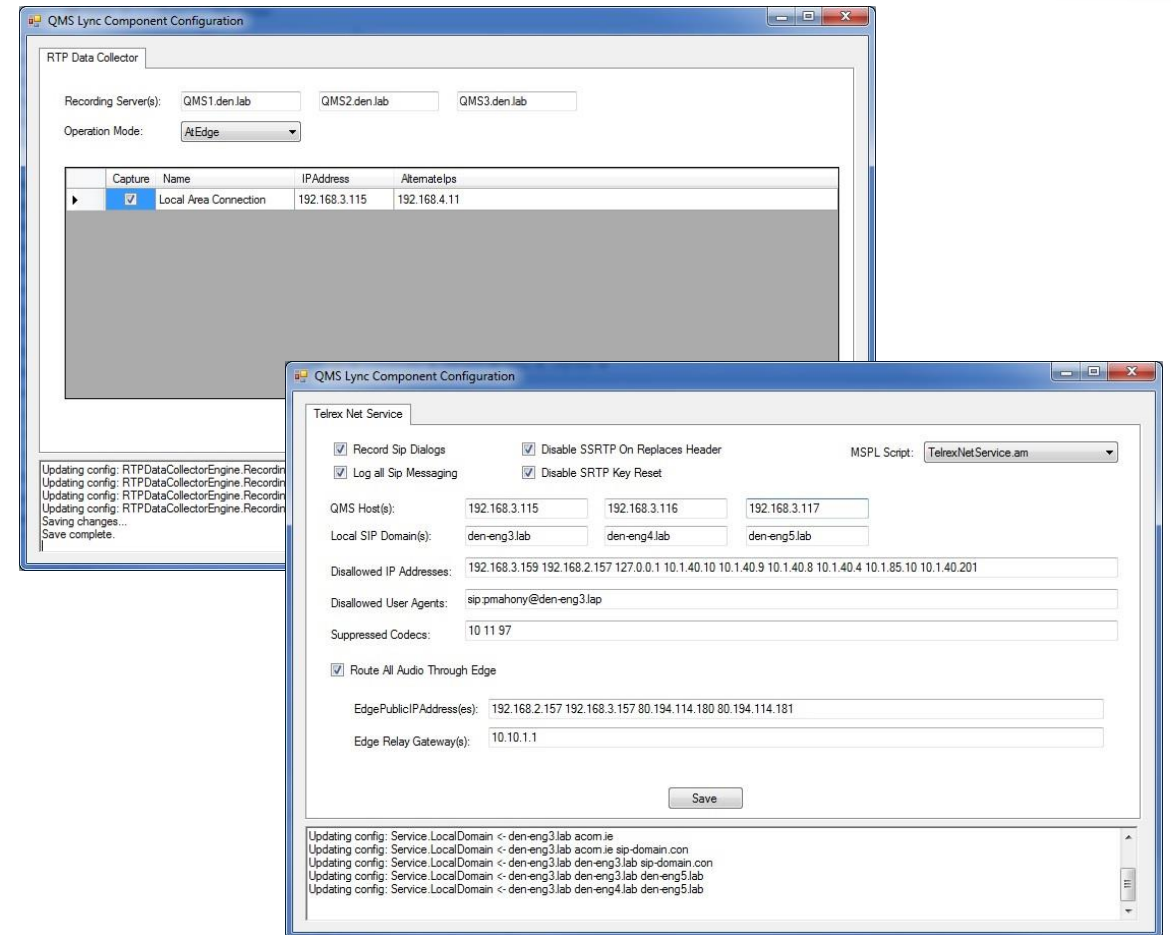 QMS Lync Component Configuration
RTP Data Collector
Recording Server(s): QMS1.den.lab QMS2.den.lab QMS3.den.lab
Operation Mode: AtEdge
Capture Name IPAddress AlternateIps
Local Area Connection 192.168.3.115 192.168.4.11
Updating config: RTPDataCollectorEngine.Recordin
Updating config: RTPDataCollectorEngine.Recordin
Updating config: RTPDataCollectorEngine.Recordin
Updating config: RTPDataCollectorEngine.Recordin
Saving changes...
Save complete.
QMS Lync Component Configuration
Telrex Net Service
Record Sip Dialogs Disable SSRTP On Replaces Header MSPL Script: TelrexNetService.am
Log all Sip Messaging Disable SRTP Key Reset
QMS Host(s): 192.168.3.115 192.168.3.116 192.168.3.117
Local SIP Domain(s): den-eng3.lab den-eng4.lab den-eng5.lab
Disallowed IP Addresses: 192.168.3.159 192.168.2.157 127.0.0.1 10.1.40.10 10.1.40.9 10.1.40.8 10.1.40.4 10.1.85.10 10.1.40.201
Disallowed User Agents: sip:pmahony@den-eng3.lap
Suppressed Codecs: 10 11 97
Route All Audio Through Edge
EdgePublicIPAddress(es): 192.168.2.157 192.168.3.157 80.194.114.180 80.194.114.181
Edge Relay Gateway(s): 10.10.1.1
Save
Updating config: Service.LocalDomain <- den-eng3.lab acorn.ie
Updating config: Service.LocalDomain <- den-eng3.lab acorn.ie sip-domain.con
Updating config: Service.LocalDomain <- den-eng3.lab den-eng3.lab sip-domain.con
Updating config: Service.LocalDomain <- den-eng3.lab den-eng3.lab den-eng5.lab
Updating config: Service.LocalDomain <- den-eng3.lab den-eng4.lab den-eng5.lab